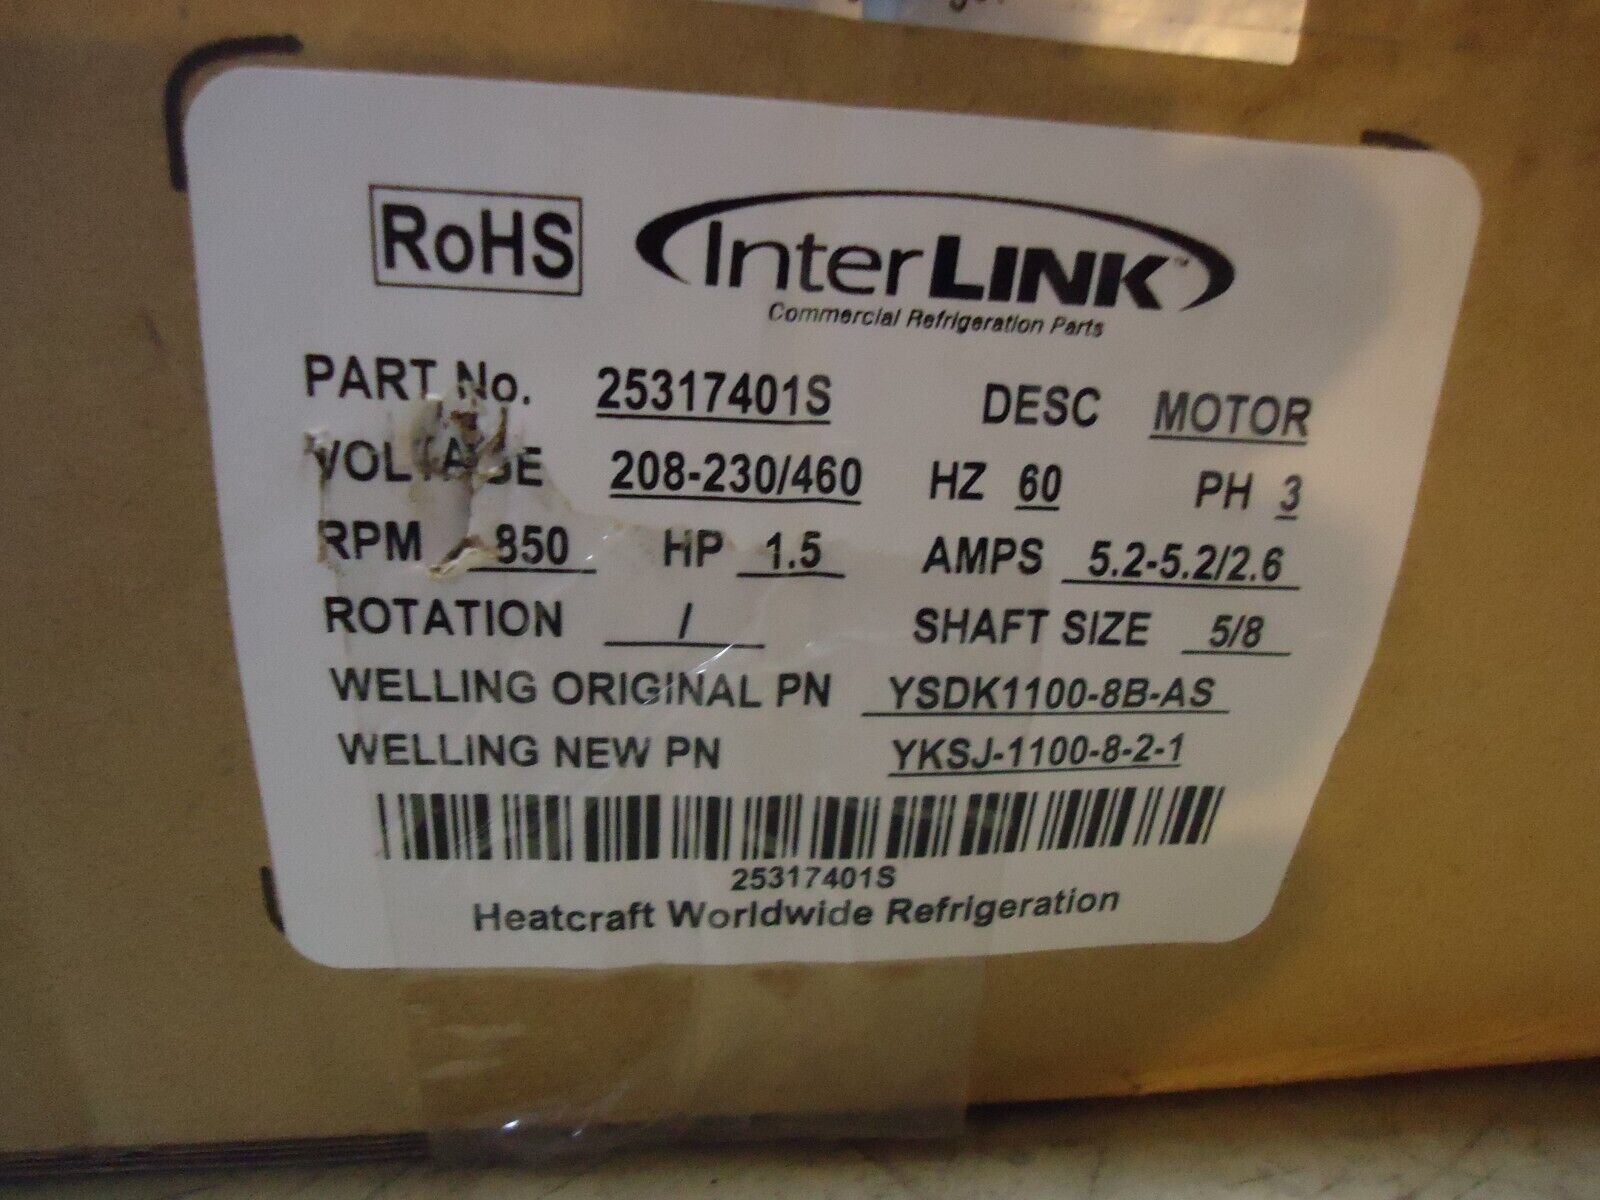 RoHS
InterLINK™
Commercial Refrigeration Parts
PART No. 25317401S DESC MOTOR
VOLTAGE 208-230/460 HZ 60 PH 3
RPM 850 HP 1.5 AMPS 5.2-5.2/2.6
ROTATION / SHAFT SIZE 5/8
WELLING ORIGINAL PN YSDK1100-8B-AS
WELLING NEW PN YKSJ-1100-8-2-1
25317401S
Heatcraft Worldwide Refrigeration